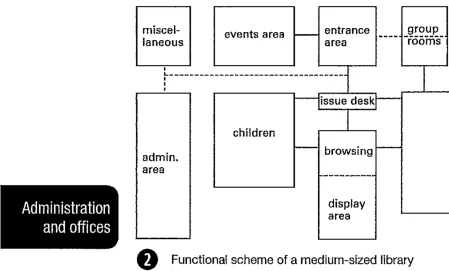 miscel-
laneous
events area
entrance
area
group
rooms
issue desk
children
browsing
admin.
area
display
area
Administration
and offices
2 Functional scheme of a medium-sized library